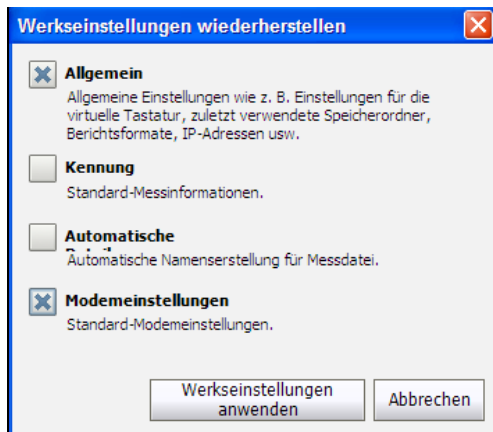 Werkseinstellungen wiederherstellen
Allgemein
Allgemeine Einstellungen wie z. B. Einstellungen für die
virtuelle Tastatur, zuletzt verwendete Speicherordner,
Berichtsformate, IP-Adressen usw.
Kennung
Standard-Messinformationen.
Automatische
Automatische Namenserstellung für Messdatei.
Modemeinstellungen
Standard-Modemeinstellungen.
Werkseinstellungen
anwenden
Abbrechen